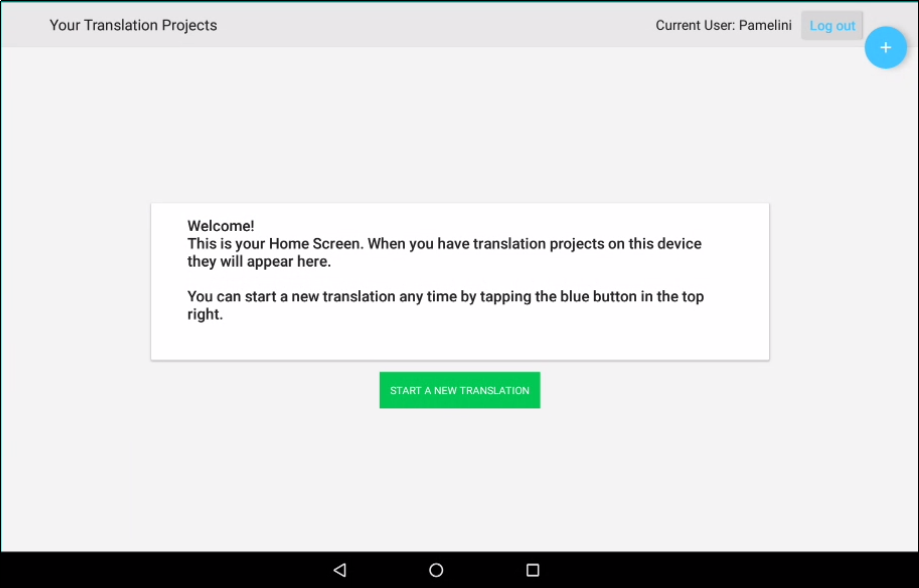 Your Translation Projects
Current User: Pamelini
Log out
+
Welcome!
This is your Home Screen. When you have translation projects on this device
they will appear here.
You can start a new translation any time by tapping the blue button in the top
right.
START A NEW TRANSLATION